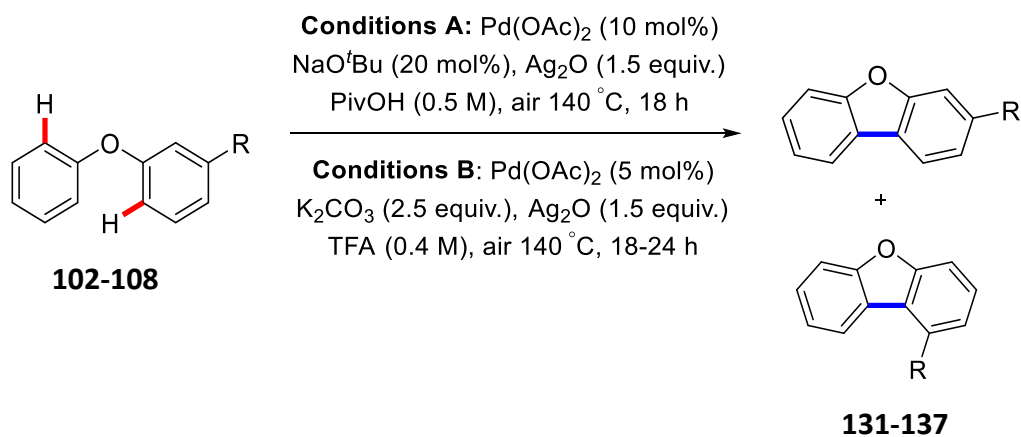 Conditions A: Pd(OAc)₂ (10 mol%)
NaOᵗBu (20 mol%), Ag₂O (1.5 equiv.)
PivOH (0.5 M), air 140 °C, 18 h
H
O
R
H
102-108
Conditions B: Pd(OAc)₂ (5 mol%)
K₂CO₃ (2.5 equiv.), Ag₂O (1.5 equiv.)
TFA (0.4 M), air 140 °C, 18-24 h
O
R
+
O
R
131-137